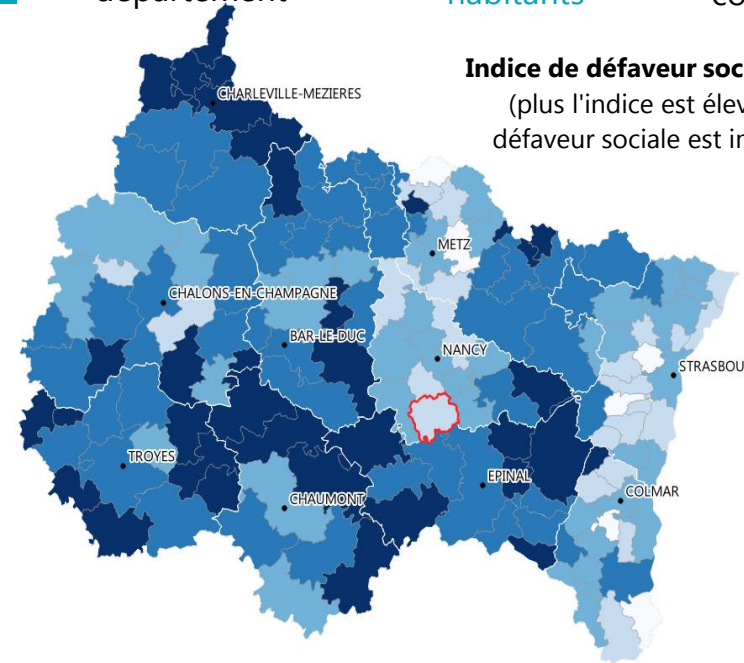 département habitants
Indice de défaveur soc
(plus l'indice est élev
défaveur sociale est in
CHARLEVILLE-MEZIERES
METZ
CHALONS-EN-CHAMPAGNE
BAR-LE-DUC
NANCY
STRASBOU
TROYES
EPINAL
CHAUMONT
COLMAR